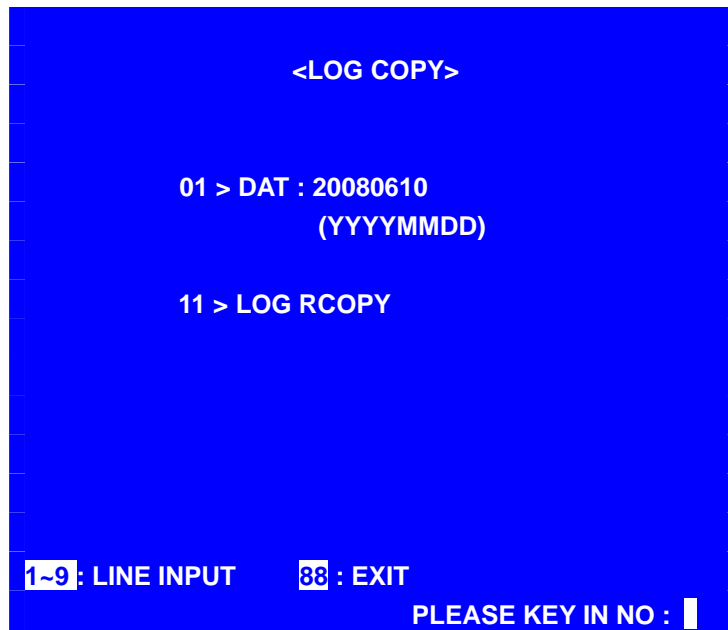 <LOG COPY>
01 > DAT : 20080610
(YYYYMMDD)
11 > LOG RCOPY
1~9 : LINE INPUT 88 : EXIT
PLEASE KEY IN NO :